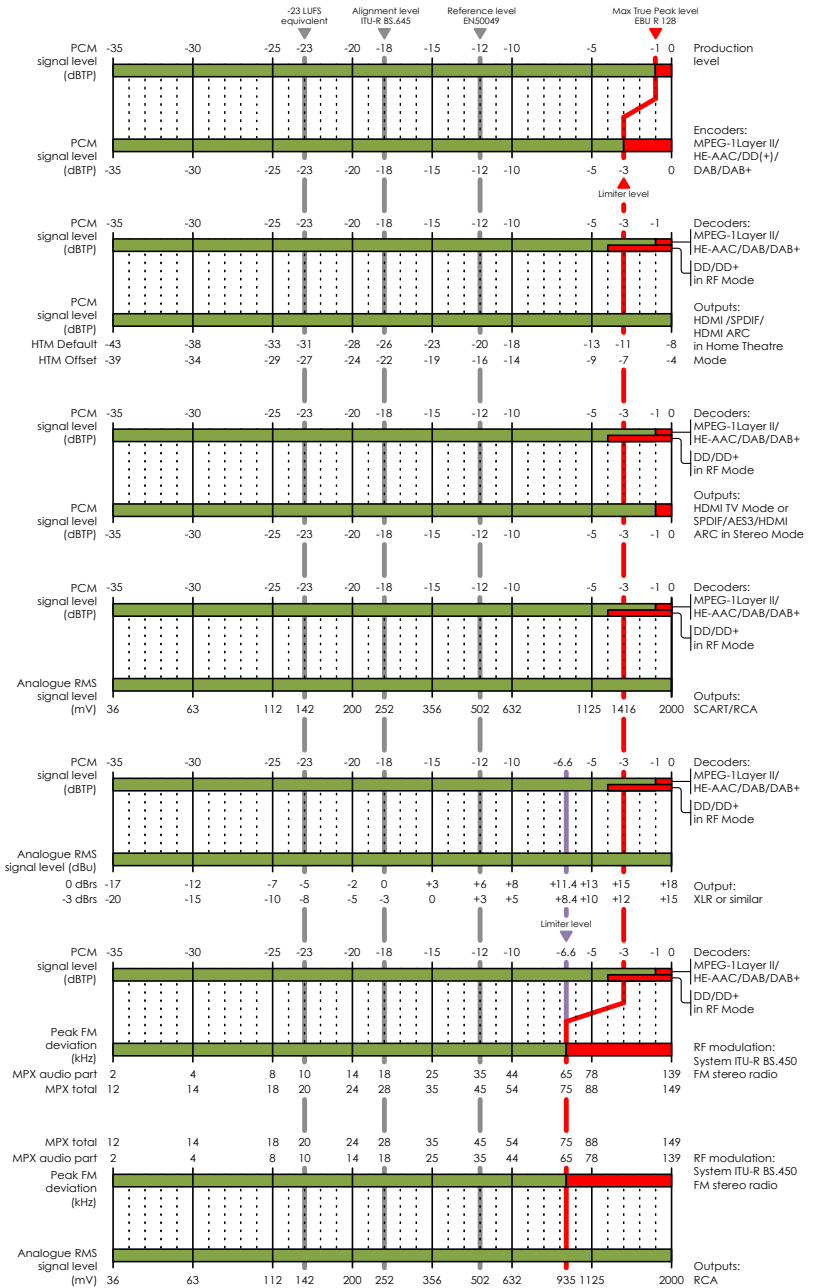 -23 LUFS equivalent
Alignment level ITU-R BS.645
Reference level EN50049
Max True Peak level EBU R 128
PCM signal level (dBTP)
-35 -30 -25 -23 -20 -18 -15 -12 -10 -5 -1 0
Production level
PCM signal level (dBTP)
-35 -30 -25 -23 -20 -18 -15 -12 -10 -5 -3 0
Encoders:
MPEG-1Layer II/
HE-AAC/DD(+)/
DAB/DAB+
Limiter level
PCM signal level (dBTP)
-35 -30 -25 -23 -20 -18 -15 -12 -10 -5 -3 -1
Decoders:
MPEG-1Layer II/
HE-AAC/DAB/DAB+
DD/DD+
in RF Mode
PCM signal level (dBTP)
HTM Default -43 -38 -33 -31 -28 -26 -23 -20 -18 -13 -11 -8
HTM Offset -39 -34 -29 -27 -24 -22 -19 -16 -14 -9 -7 -4
Outputs:
HDMI /SPDIF/
HDMI ARC
in Home Theatre
Mode
PCM signal level (dBTP)
-35 -30 -25 -23 -20 -18 -15 -12 -10 -5 -3 -1 0
Decoders:
MPEG-1Layer II/
HE-AAC/DAB/DAB+
DD/DD+
in RF Mode
PCM signal level (dBTP)
-35 -30 -25 -23 -20 -18 -15 -12 -10 -5 -3 -1 0
Outputs:
HDMI TV Mode or
SPDIF/AES3/HDMI
ARC in Stereo Mode
PCM signal level (dBTP)
-35 -30 -25 -23 -20 -18 -15 -12 -10 -5 -3 -1 0
Decoders:
MPEG-1Layer II/
HE-AAC/DAB/DAB+
DD/DD+
in RF Mode
Analogue RMS signal level (mV)
36 63 112 142 200 252 356 502 632 1125 1416 2000
Outputs:
SCART/RCA
PCM signal level (dBTP)
-35 -30 -25 -23 -20 -18 -15 -12 -10 -6.6 -5 -3 -1 0
Decoders:
MPEG-1Layer II/
HE-AAC/DAB/DAB+
DD/DD+
in RF Mode
Analogue RMS signal level (dBu)
0 dBrs -17 -12 -7 -5 -2 0 +3 +6 +8 +11.4 +13 +15 +18
-3 dBrs -20 -15 -10 -8 -5 -3 0 +3 +5 +8.4 +10 +12 +15
Output:
XLR or similar
Limiter level
PCM signal level (dBTP)
-35 -30 -25 -23 -20 -18 -15 -12 -10 -6.6 -5 -3 -1 0
Decoders:
MPEG-1Layer II/
HE-AAC/DAB/DAB+
DD/DD+
in RF Mode
Peak FM deviation (kHz)
MPX audio part 2 4 8 10 14 18 25 35 44 65 78 139
MPX total 12 14 18 20 24 28 35 45 54 75 88 149
RF modulation:
System ITU-R BS.450
FM stereo radio
MPX total 12 14 18 20 24 28 35 45 54 75 88 149
MPX audio part 2 4 8 10 14 18 25 35 44 65 78 139
Peak FM deviation (kHz)
RF modulation:
System ITU-R BS.450
FM stereo radio
Analogue RMS signal level (mV)
36 63 112 142 200 252 356 502 632 935 1125 2000
Outputs:
RCA